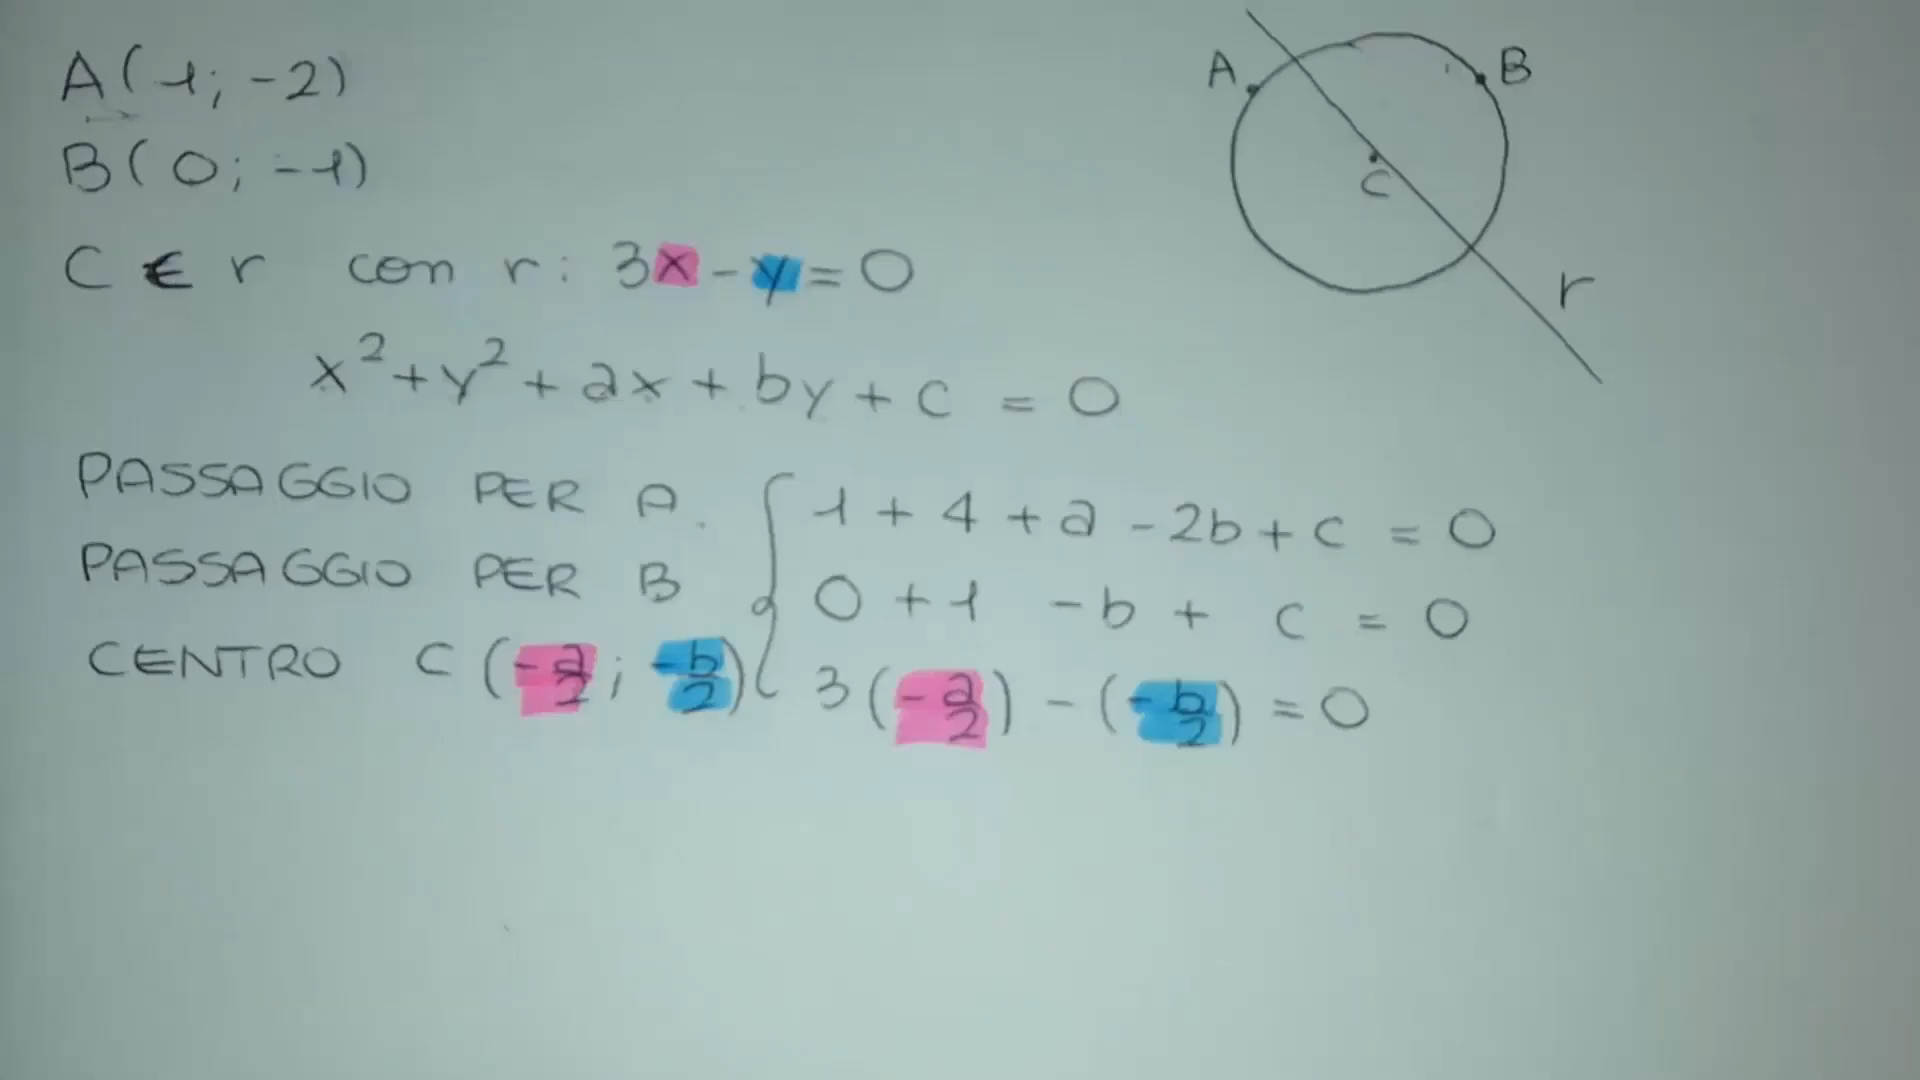 A(1; -2)
B(0; -1)
C ∈ r con r: 3x - y = 0
x² + y² + ax + by + c = 0
PASSAGGIO PER A
1 + 4 + a - 2b + c = 0
PASSAGGIO PER B
0 + 1 - b + c = 0
CENTRO C (-a/2; -b/2)
3(-a/2) - (-b/2) = 0
A
B
C
r